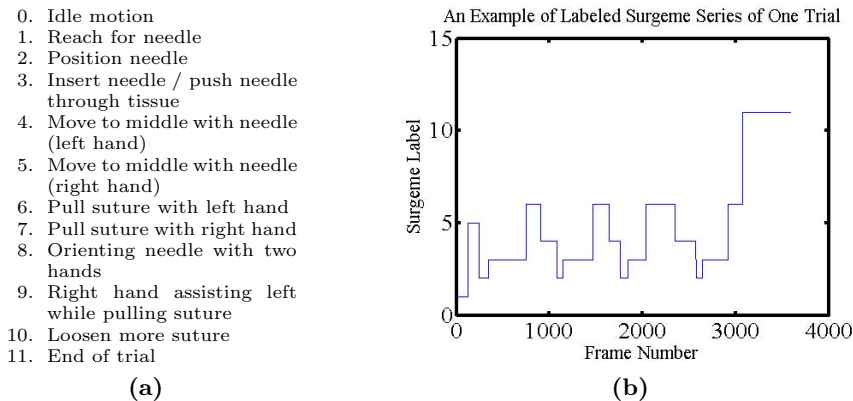 0. Idle motion
1. Reach for needle
2. Position needle
3. Insert needle / push needle
through tissue
4. Move to middle with needle
(left hand)
5. Move to middle with needle
(right hand)
6. Pull suture with left hand
7. Pull suture with right hand
8. Orienting needle with two
hands
9. Right hand assisting left
while pulling suture
10. Loosen more suture
11. End of trial
(a)
An Example of Labeled Surgeme Series of One Trial
15
10
5
0
Surgeme Label
0 1000 2000 3000 4000
Frame Number
(b)